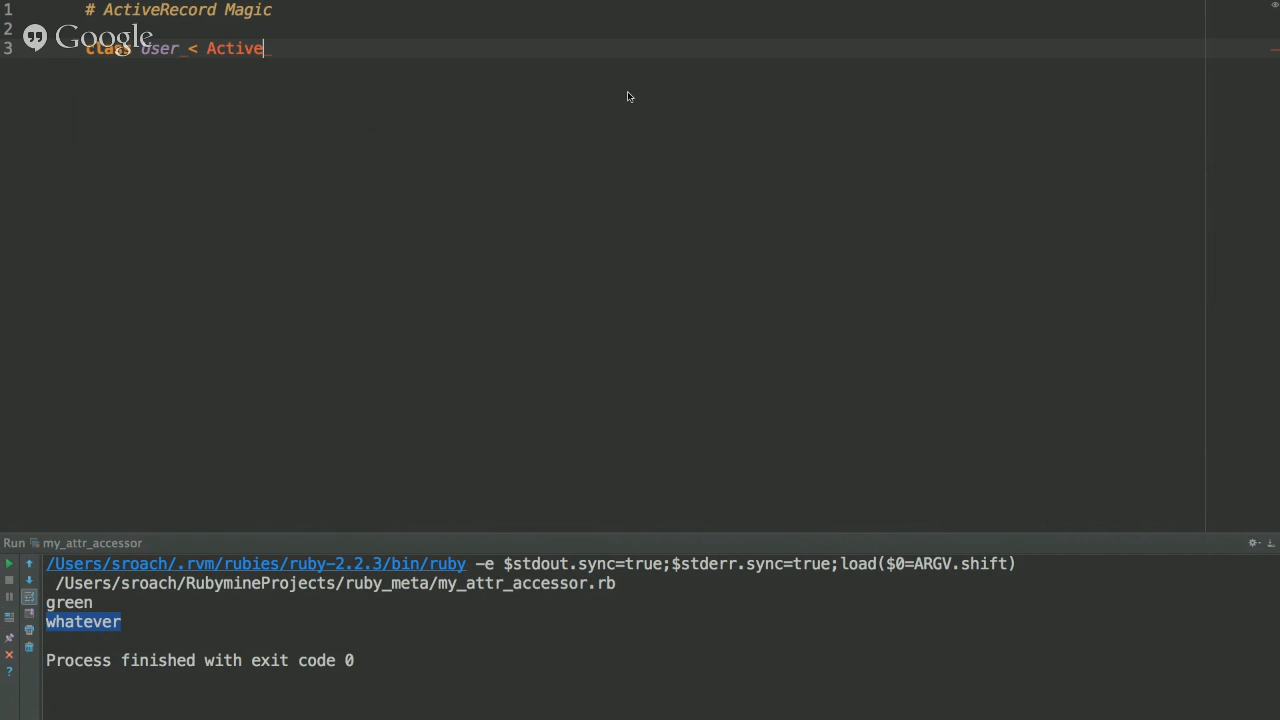 1 # ActiveRecord Magic
2
Google
3 class User < Active
Run my_attr_accessor
/Users/sroach/.rvm/rubies/ruby-2.2.3/bin/ruby -e $stdout.sync=true;$stderr.sync=true;load($0=ARGV.shift)
/Users/sroach/RubymineProjects/ruby_meta/my_attr_accessor.rb
green
whatever
Process finished with exit code 0